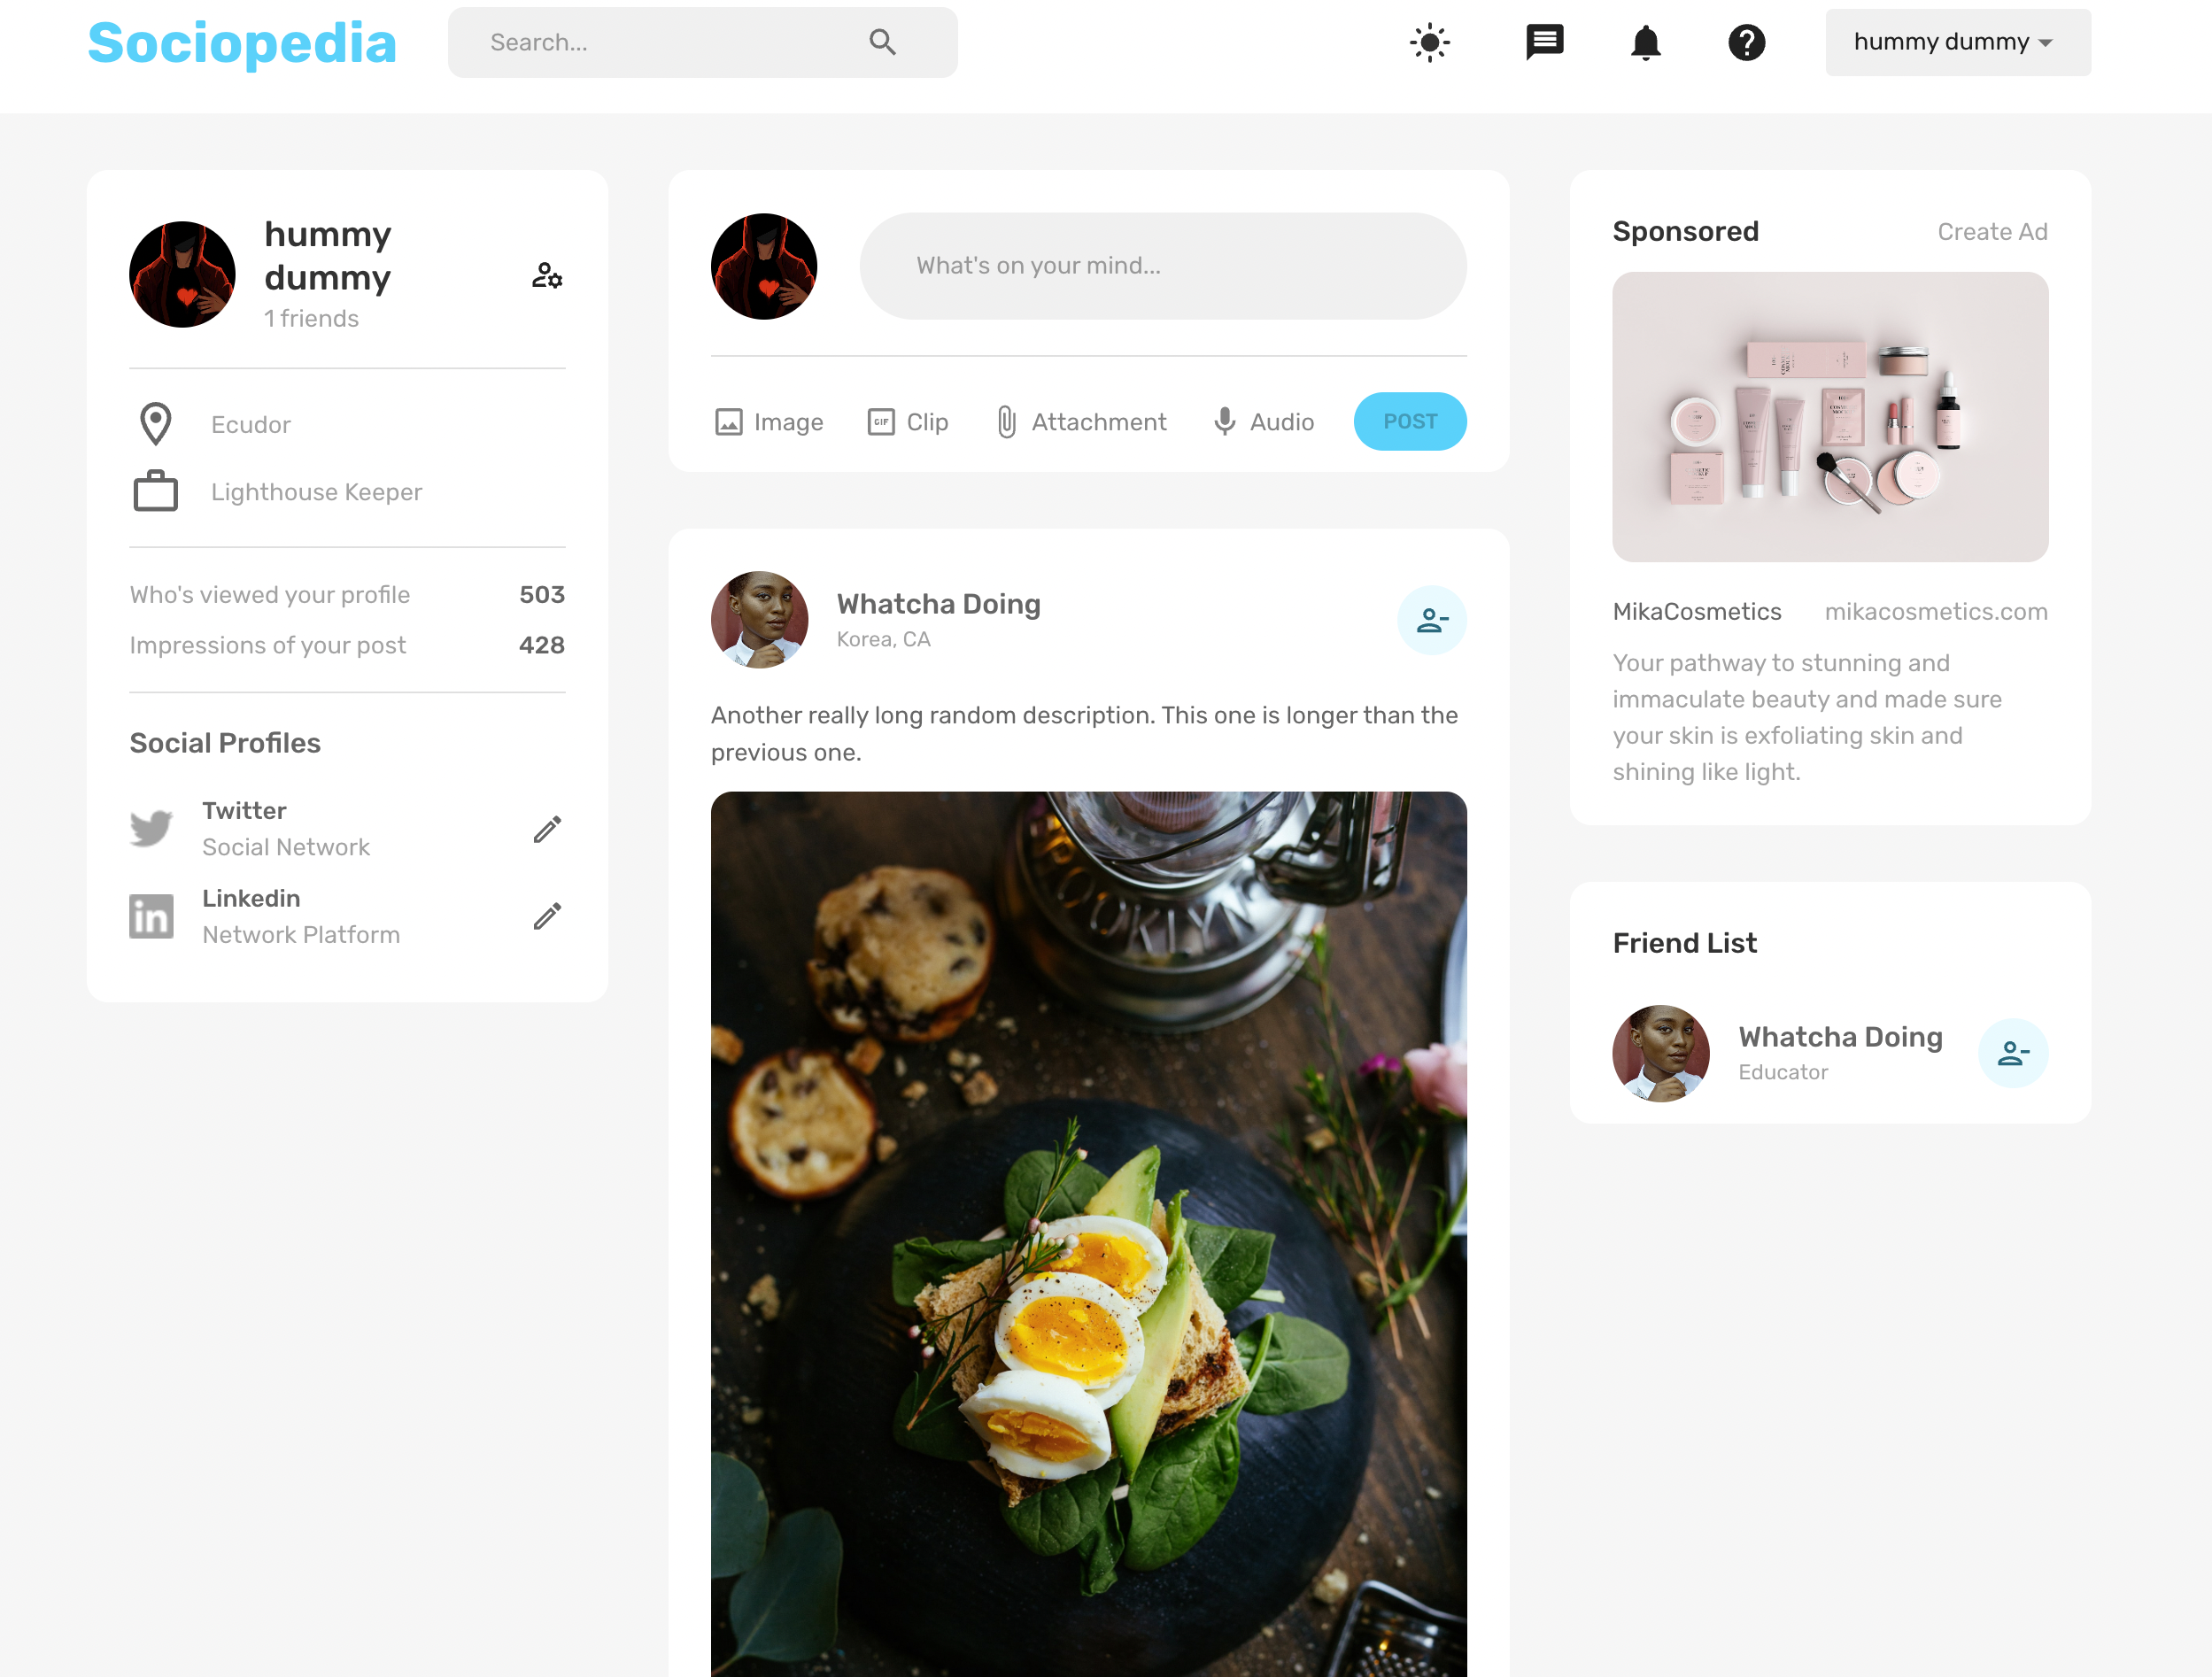 Sociopedia
Search...
hummy dummy
hummy
dummy
1 friends
Ecudor
Lighthouse Keeper
Who's viewed your profile 503
Impressions of your post 428
Social Profiles
Twitter
Social Network
Linkedin
Network Platform
What's on your mind...
Image
GIF
Clip
Attachment
Audio
POST
Whatcha Doing
Korea, CA
Another really long random description. This one is longer than the
previous one.
Sponsored
Create Ad
MikaCosmetics
mikacosmetics.com
Your pathway to stunning and
immaculate beauty and made sure
your skin is exfoliating skin and
shining like light.
Friend List
Whatcha Doing
Educator